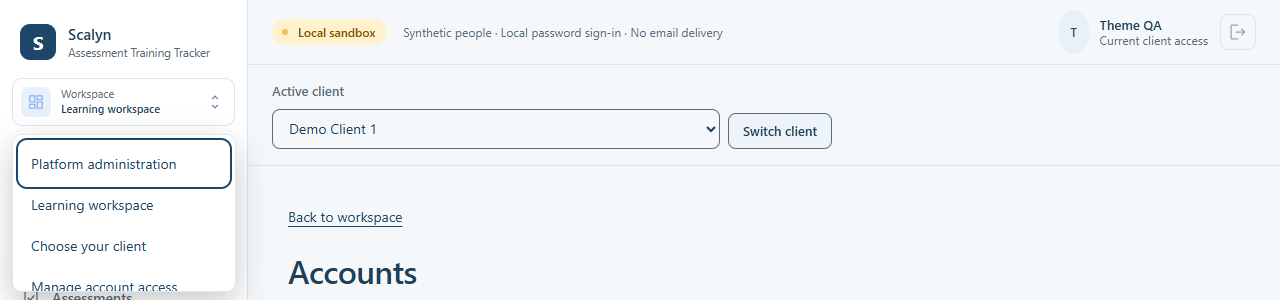 S
Scalyn
Assessment Training Tracker
Workspace
Learning workspace
Platform administration
Learning workspace
Choose your client
Manage account access
Assessments
Local sandbox
Synthetic people · Local password sign-in · No email delivery
T
Theme QA
Current client access
Active client
Demo Client 1
Switch client
Back to workspace
Accounts